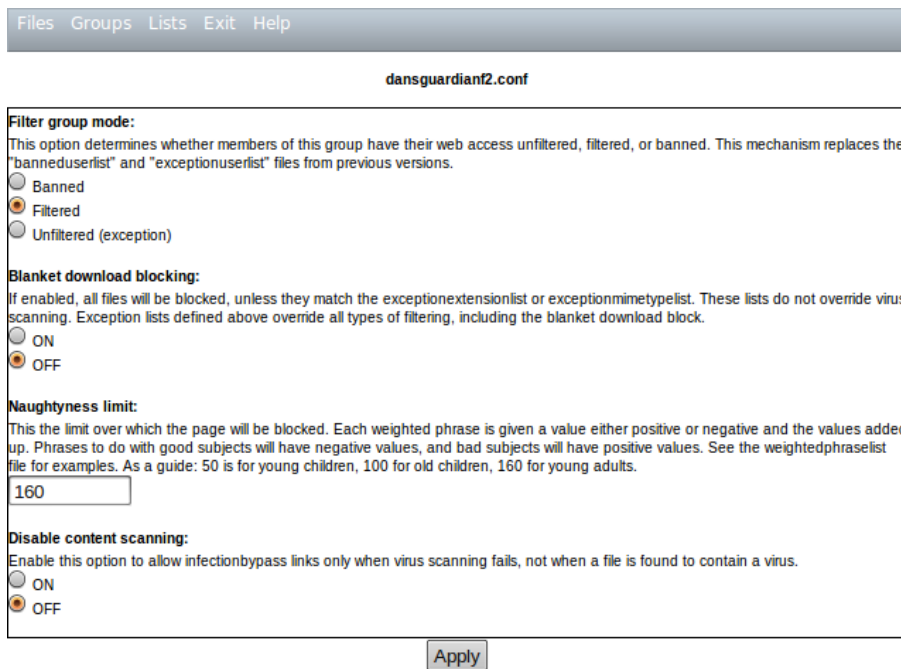 Files Groups Lists Exit Help
dansguardianf2.conf
Filter group mode:
This option determines whether members of this group have their web access unfiltered, filtered, or banned. This mechanism replaces the
"banneduserlist" and "exceptionuserlist" files from previous versions.
Banned
Filtered
Unfiltered (exception)
Blanket download blocking:
If enabled, all files will be blocked, unless they match the exceptionextensionlist or exceptionmimetypelist. These lists do not override virus
scanning. Exception lists defined above override all types of filtering, including the blanket download block.
ON
OFF
Naughtyness limit:
This the limit over which the page will be blocked. Each weighted phrase is given a value either positive or negative and the values added
up. Phrases to do with good subjects will have negative values, and bad subjects will have positive values. See the weightedphraselist
file for examples. As a guide: 50 is for young children, 100 for old children, 160 for young adults.
160
Disable content scanning:
Enable this option to allow infectionbypass links only when virus scanning fails, not when a file is found to contain a virus.
ON
OFF
Apply